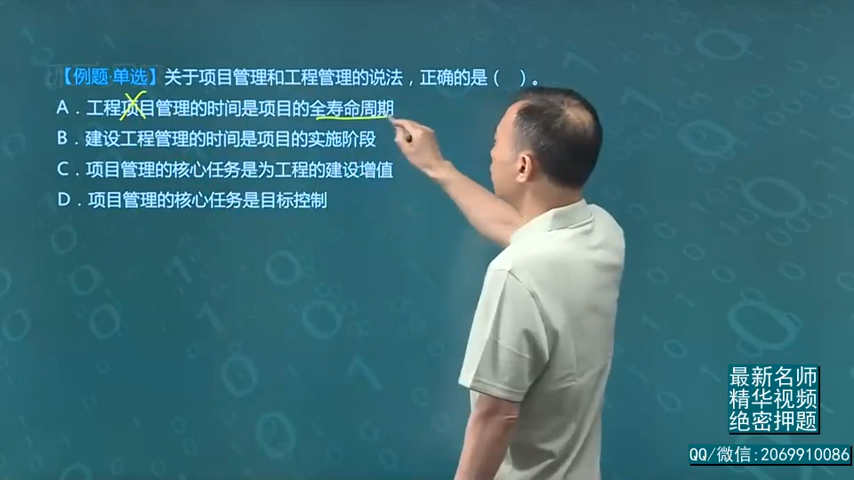 【例题·单选】关于项目管理和工程管理的说法，正确的是（ ）。
A．工程项目管理的时间是项目的全寿命周期
B．建设工程管理的时间是项目的实施阶段
C．项目管理的核心任务是为工程的建设增值
D．项目管理的核心任务是目标控制
最新名师
精华视频
绝密押题
QQ/微信:2069910086